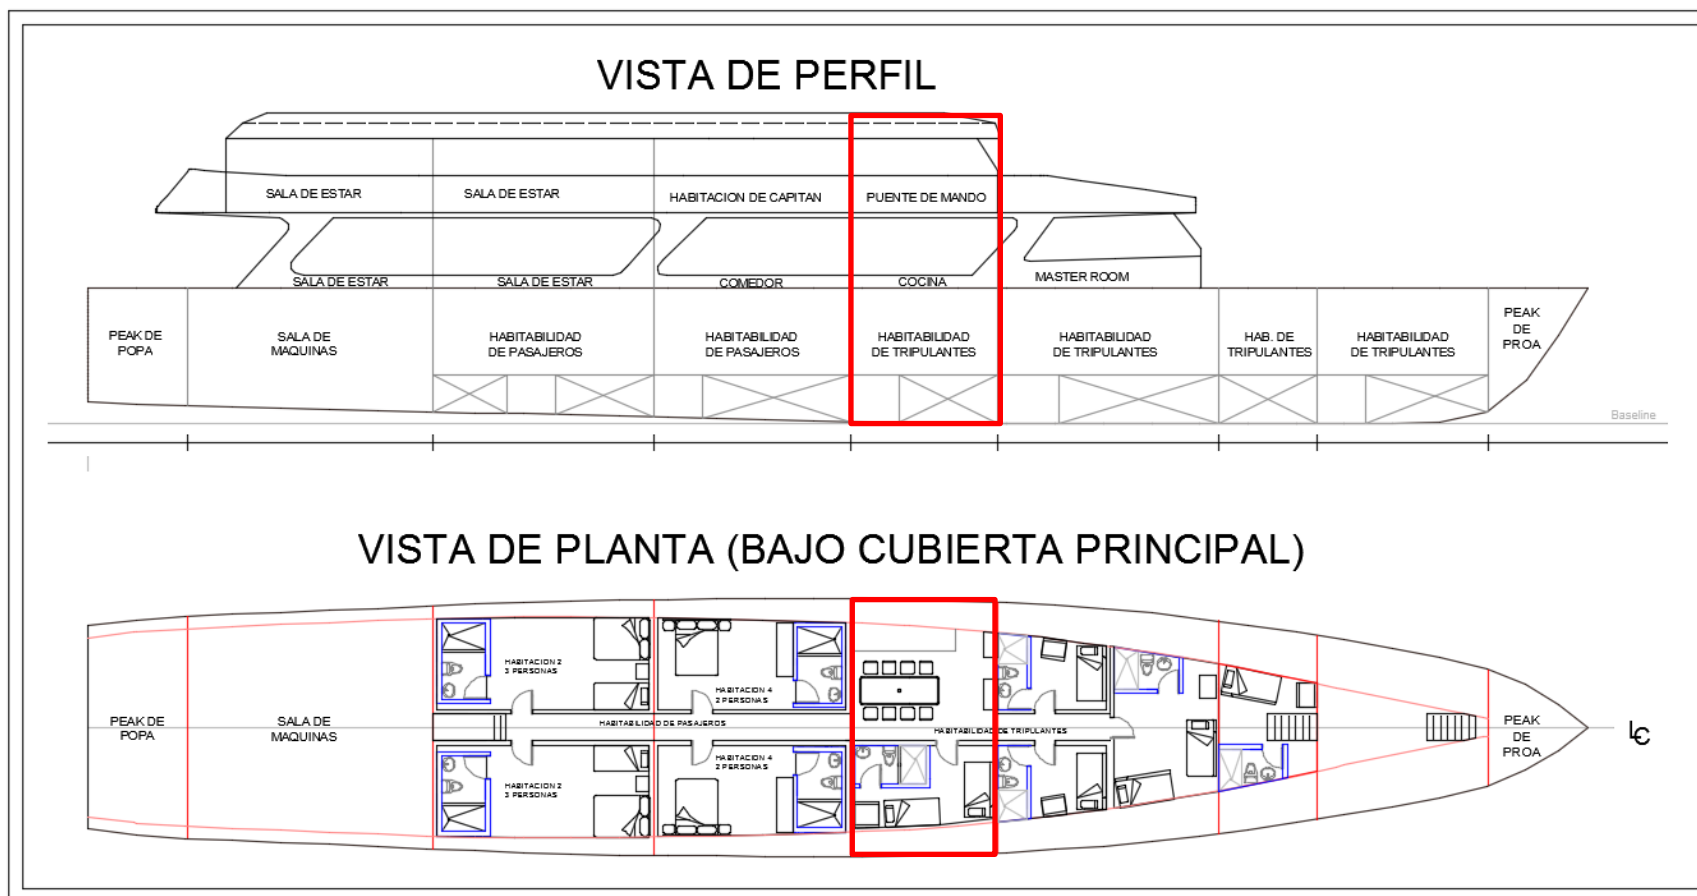 VISTA DE PERFIL
SALA DE ESTAR
SALA DE ESTAR
HABITACION DE CAPITAN
PUENTE DE MANDO
SALA DE ESTAR
SALA DE ESTAR
COMEDOR
COCINA
MASTER ROOM
PEAK DE
POPA
SALA DE
MAQUINAS
HABITABILIDAD
DE PASAJEROS
HABITABILIDAD
DE PASAJEROS
HABITABILIDAD
DE TRIPULANTES
HABITABILIDAD
DE TRIPULANTES
HAB. DE
TRIPULANTES
HABITABILIDAD
DE TRIPULANTES
PEAK
DE
PROA
Baseline
VISTA DE PLANTA (BAJO CUBIERTA PRINCIPAL)
HABITACION 2
3 PERSONAS
HABITACION 4
2 PERSONAS
PEAK DE
POPA
SALA DE
MAQUINAS
HABITABILIDAD DE PASAJEROS
HABITABILIDAD DE TRIPULANTES
PEAK
DE
PROA
LC
HABITACION 2
3 PERSONAS
HABITACION 4
2 PERSONAS